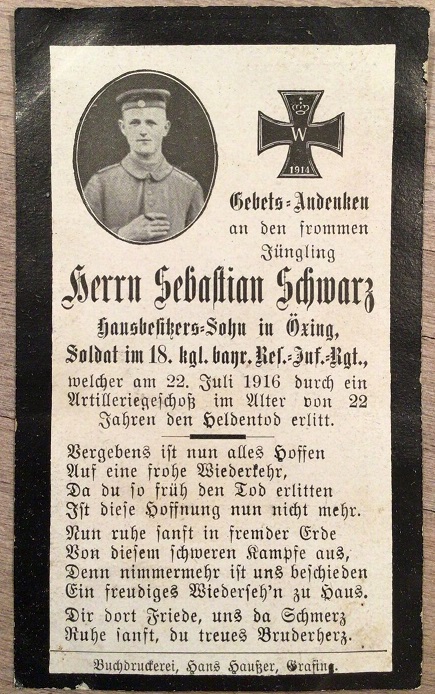 W
1914
Gebets-Andenken
an den frommen
Jüngling
Herrn Sebastian Schwarz
Hausbesitzers-Sohn in Öxing,
Soldat im 18. kgl. bayr. Res.-Inf.-Rgt.,
welcher am 22. Juli 1916 durch ein
Artilleriegeschoß im Alter von 22
Jahren den Heldentod erlitt.
Vergebens ist nun alles Hoffen
Auf eine frohe Wiederkehr,
Da du so früh den Tod erlitten
Ist diese Hoffnung nun nicht mehr.
Nun ruhe sanft in fremder Erde
Von diesem schweren Kampfe aus,
Denn nimmermehr ist uns beschieden
Ein freudiges Wiederseh'n zu Haus.
Dir dort Friede, uns da Schmerz
Ruhe sanft, du treues Bruderherz.
Buchdruckerei, Hans Haußer, Grafing.